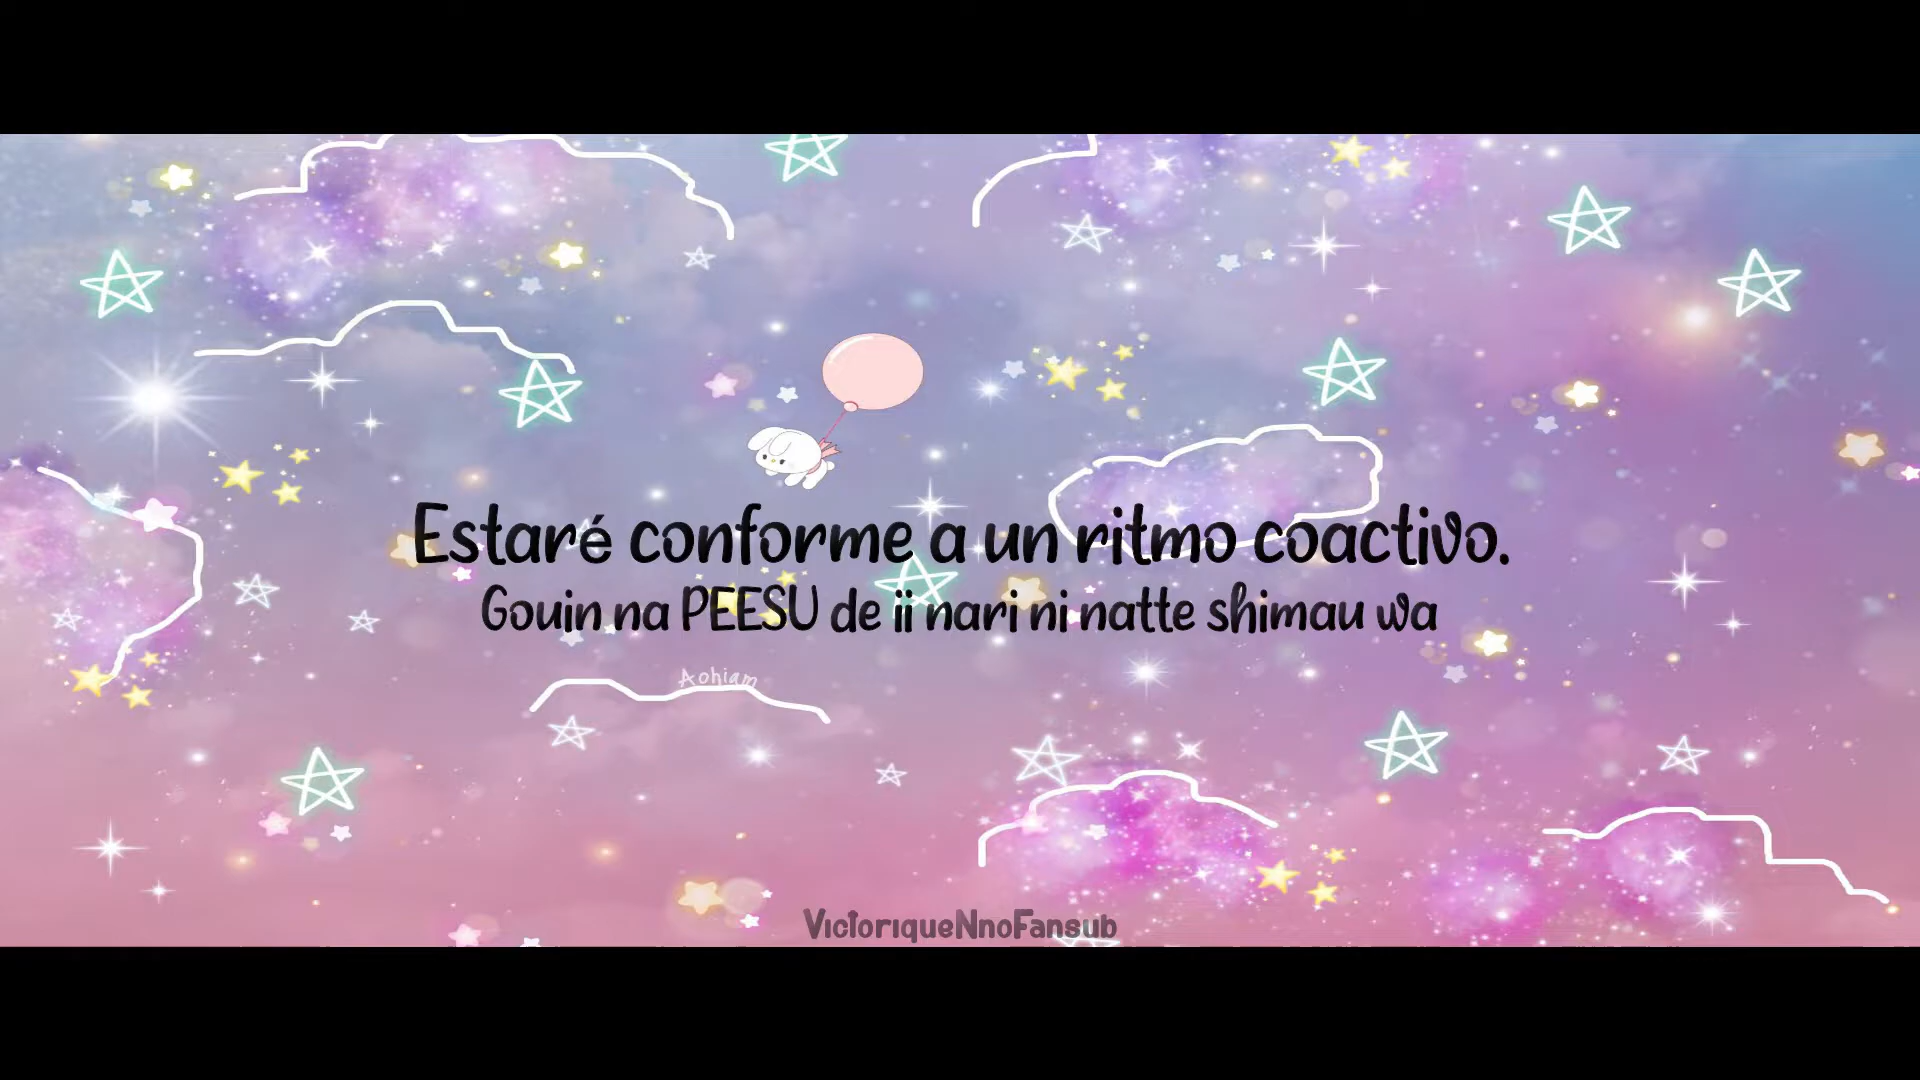 Estaré conforme a un ritmo coactivo.
Gouin na PEESU de ii nari ni natte shimau wa
Aohiam
VictoriqueNnoFansub